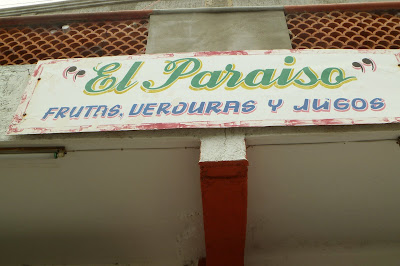 "El Paraiso"
FRUTAS, VERDURAS Y JUGOS